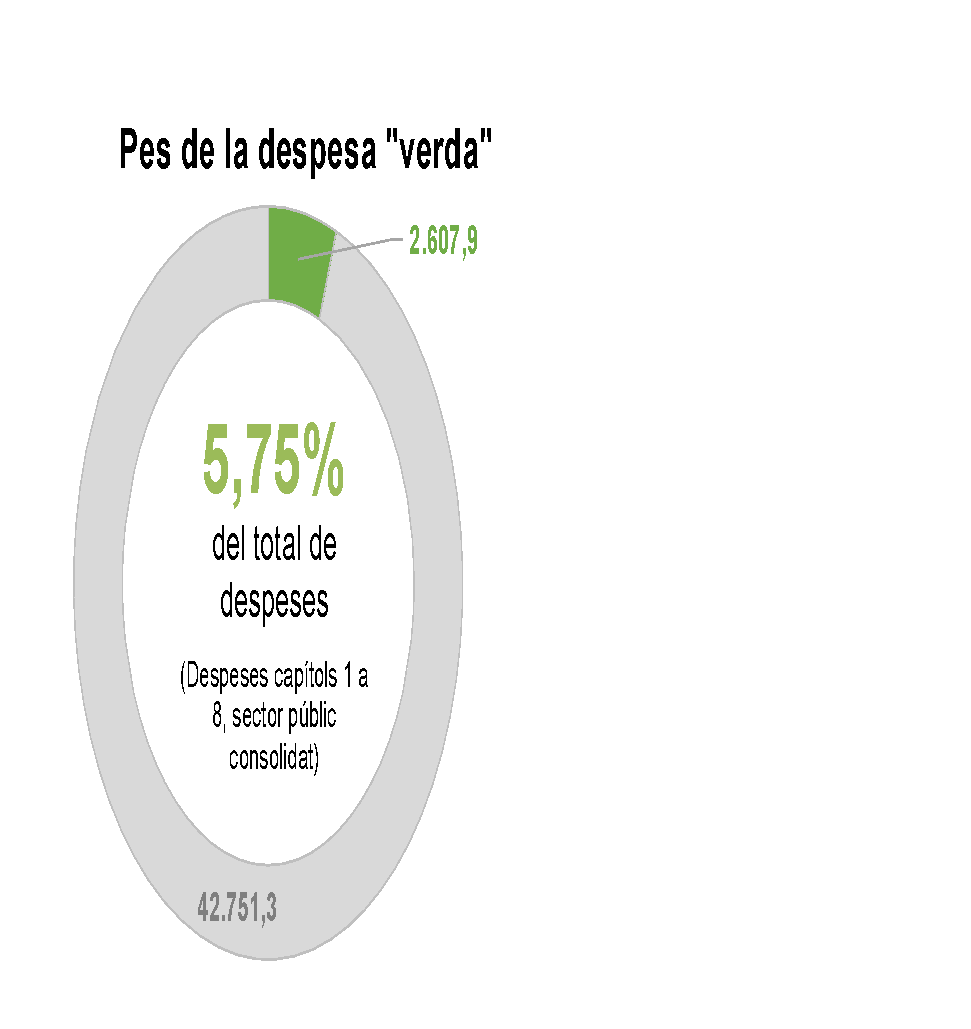 Pes de la despesa "verda"
2.607,9
5,75%
del total de
despeses
(Despeses capítols 1 a
8, sector públic
consolidat)
42.751,3